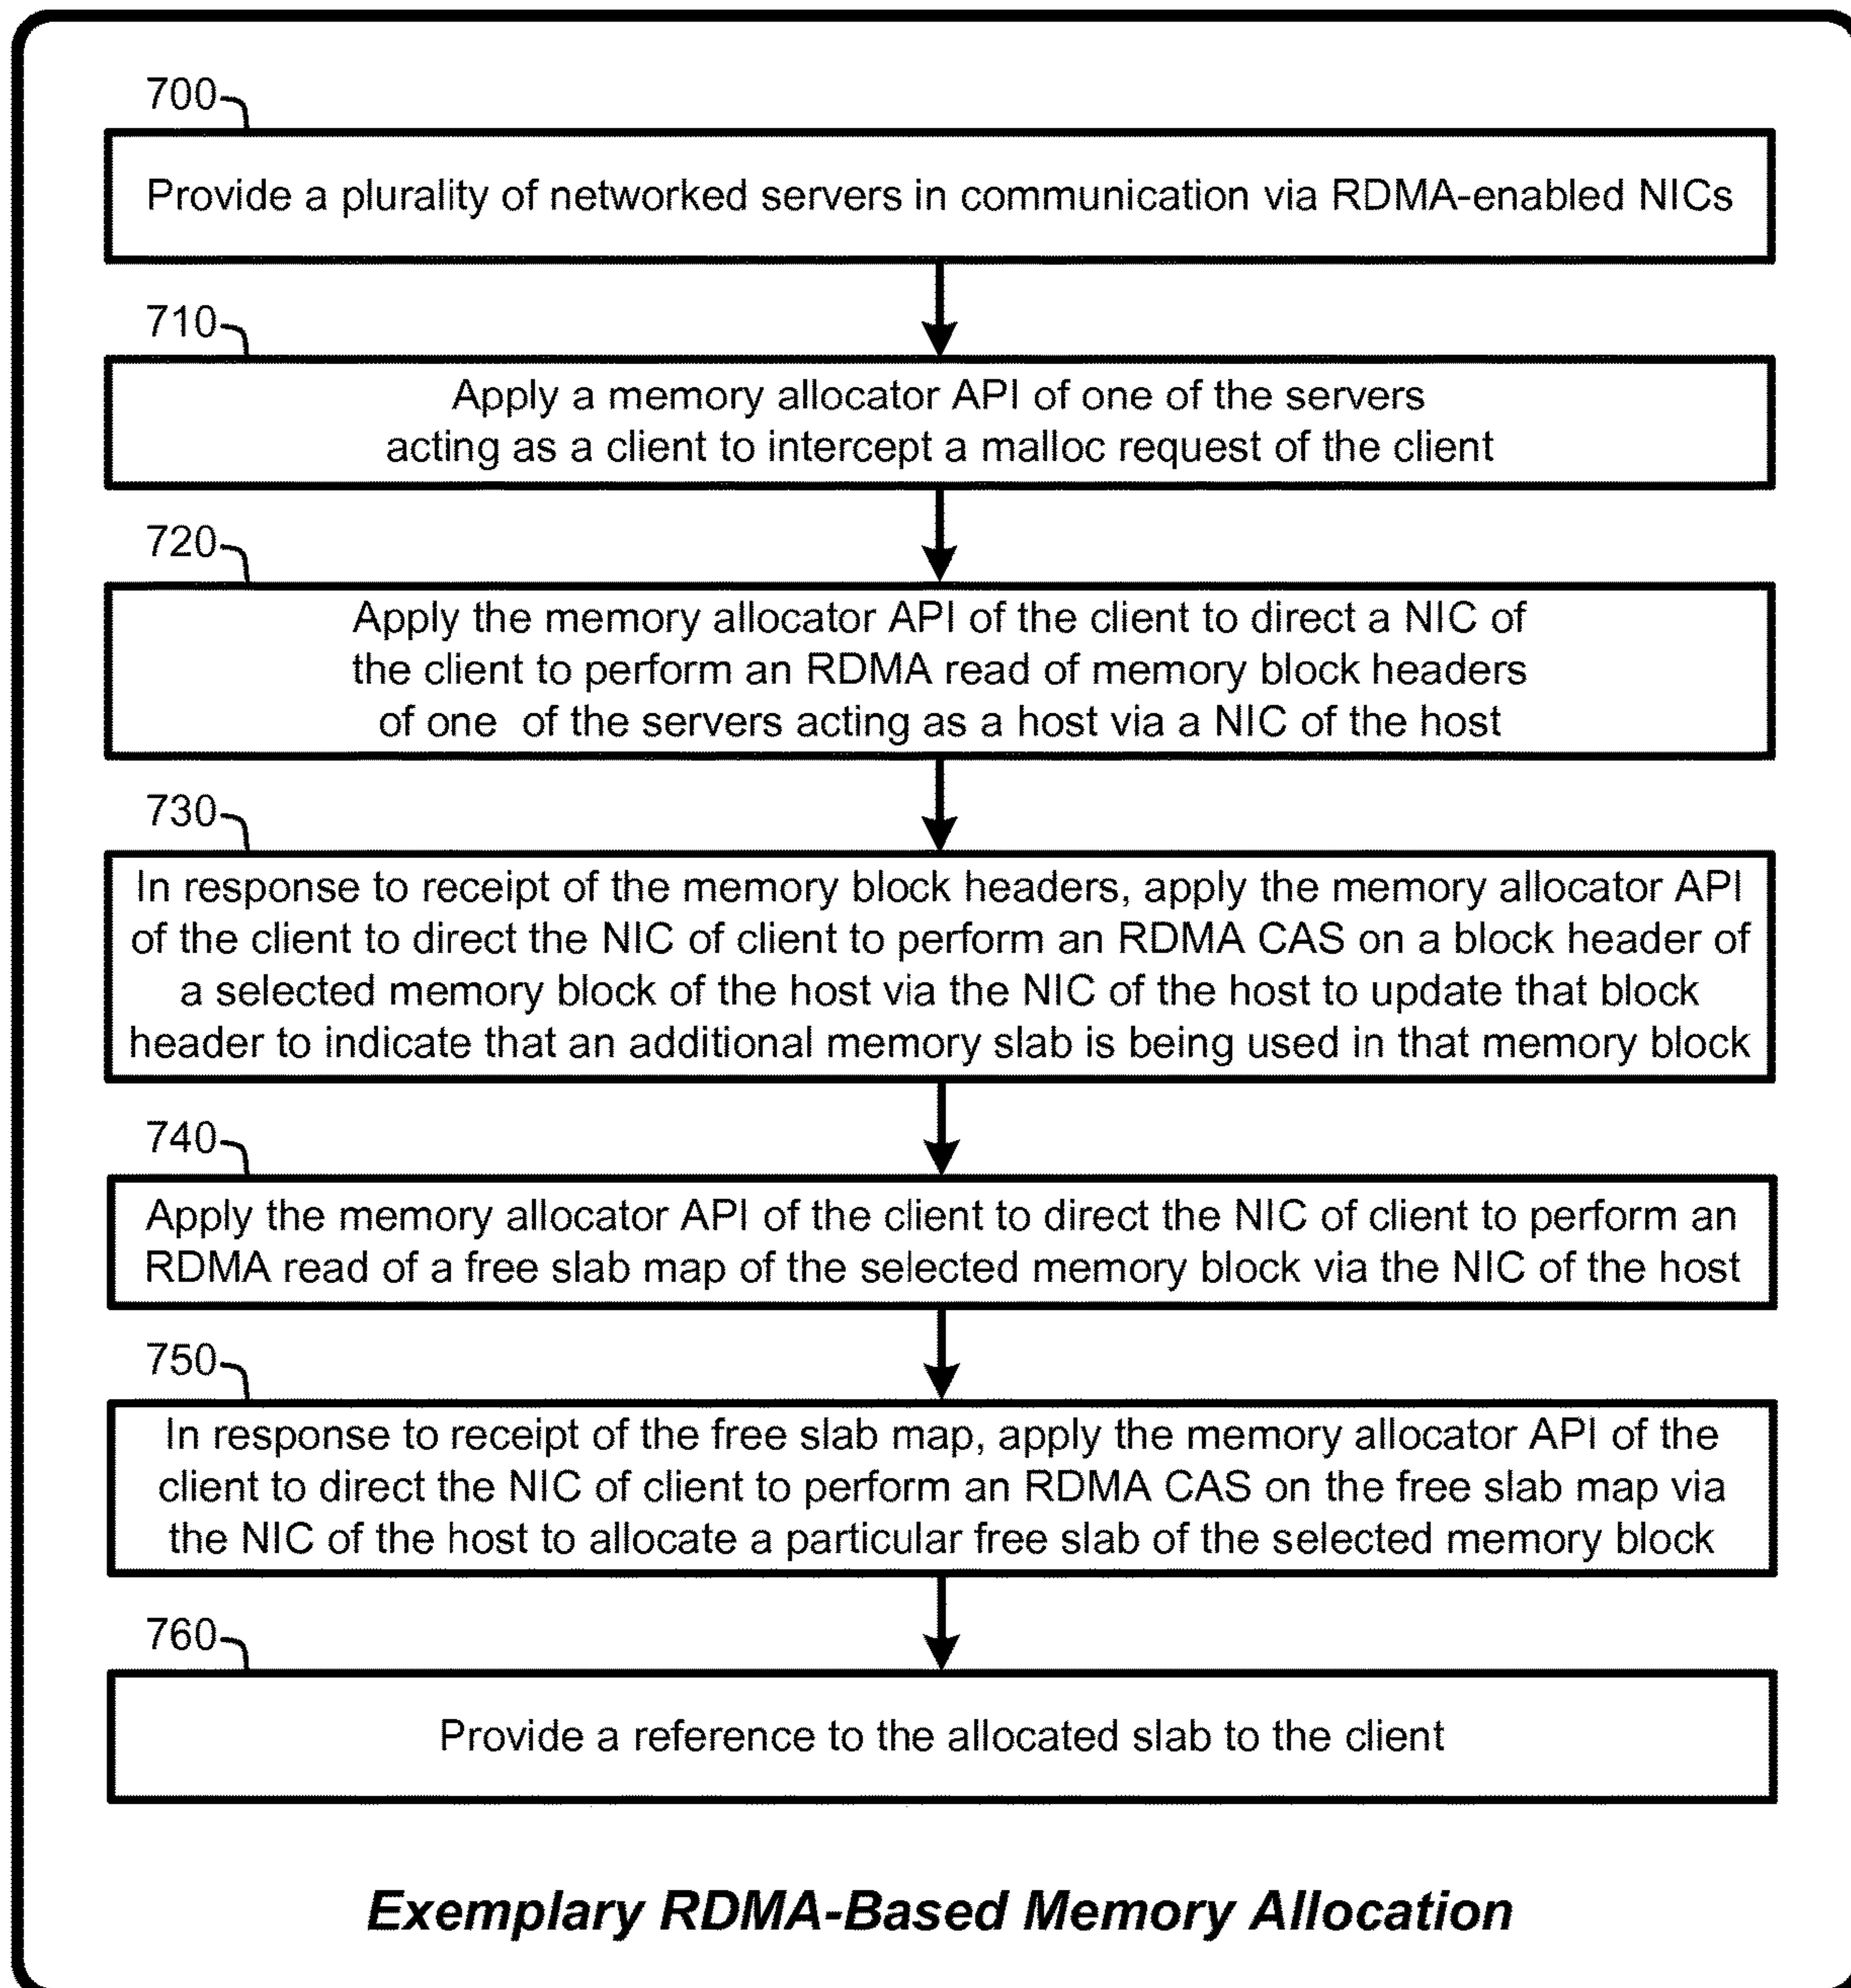 700
Provide a plurality of networked servers in communication via RDMA-enabled NICs
710
Apply a memory allocator API of one of the servers
acting as a client to intercept a malloc request of the client
720
Apply the memory allocator API of the client to direct a NIC of
the client to perform an RDMA read of memory block headers
of one of the servers acting as a host via a NIC of the host
730
In response to receipt of the memory block headers, apply the memory allocator API
of the client to direct the NIC of client to perform an RDMA CAS on a block header of
a selected memory block of the host via the NIC of the host to update that block
header to indicate that an additional memory slab is being used in that memory block
740
Apply the memory allocator API of the client to direct the NIC of client to perform an
RDMA read of a free slab map of the selected memory block via the NIC of the host
750
In response to receipt of the free slab map, apply the memory allocator API of the
client to direct the NIC of client to perform an RDMA CAS on the free slab map via
the NIC of the host to allocate a particular free slab of the selected memory block
760
Provide a reference to the allocated slab to the client
Exemplary RDMA-Based Memory Allocation